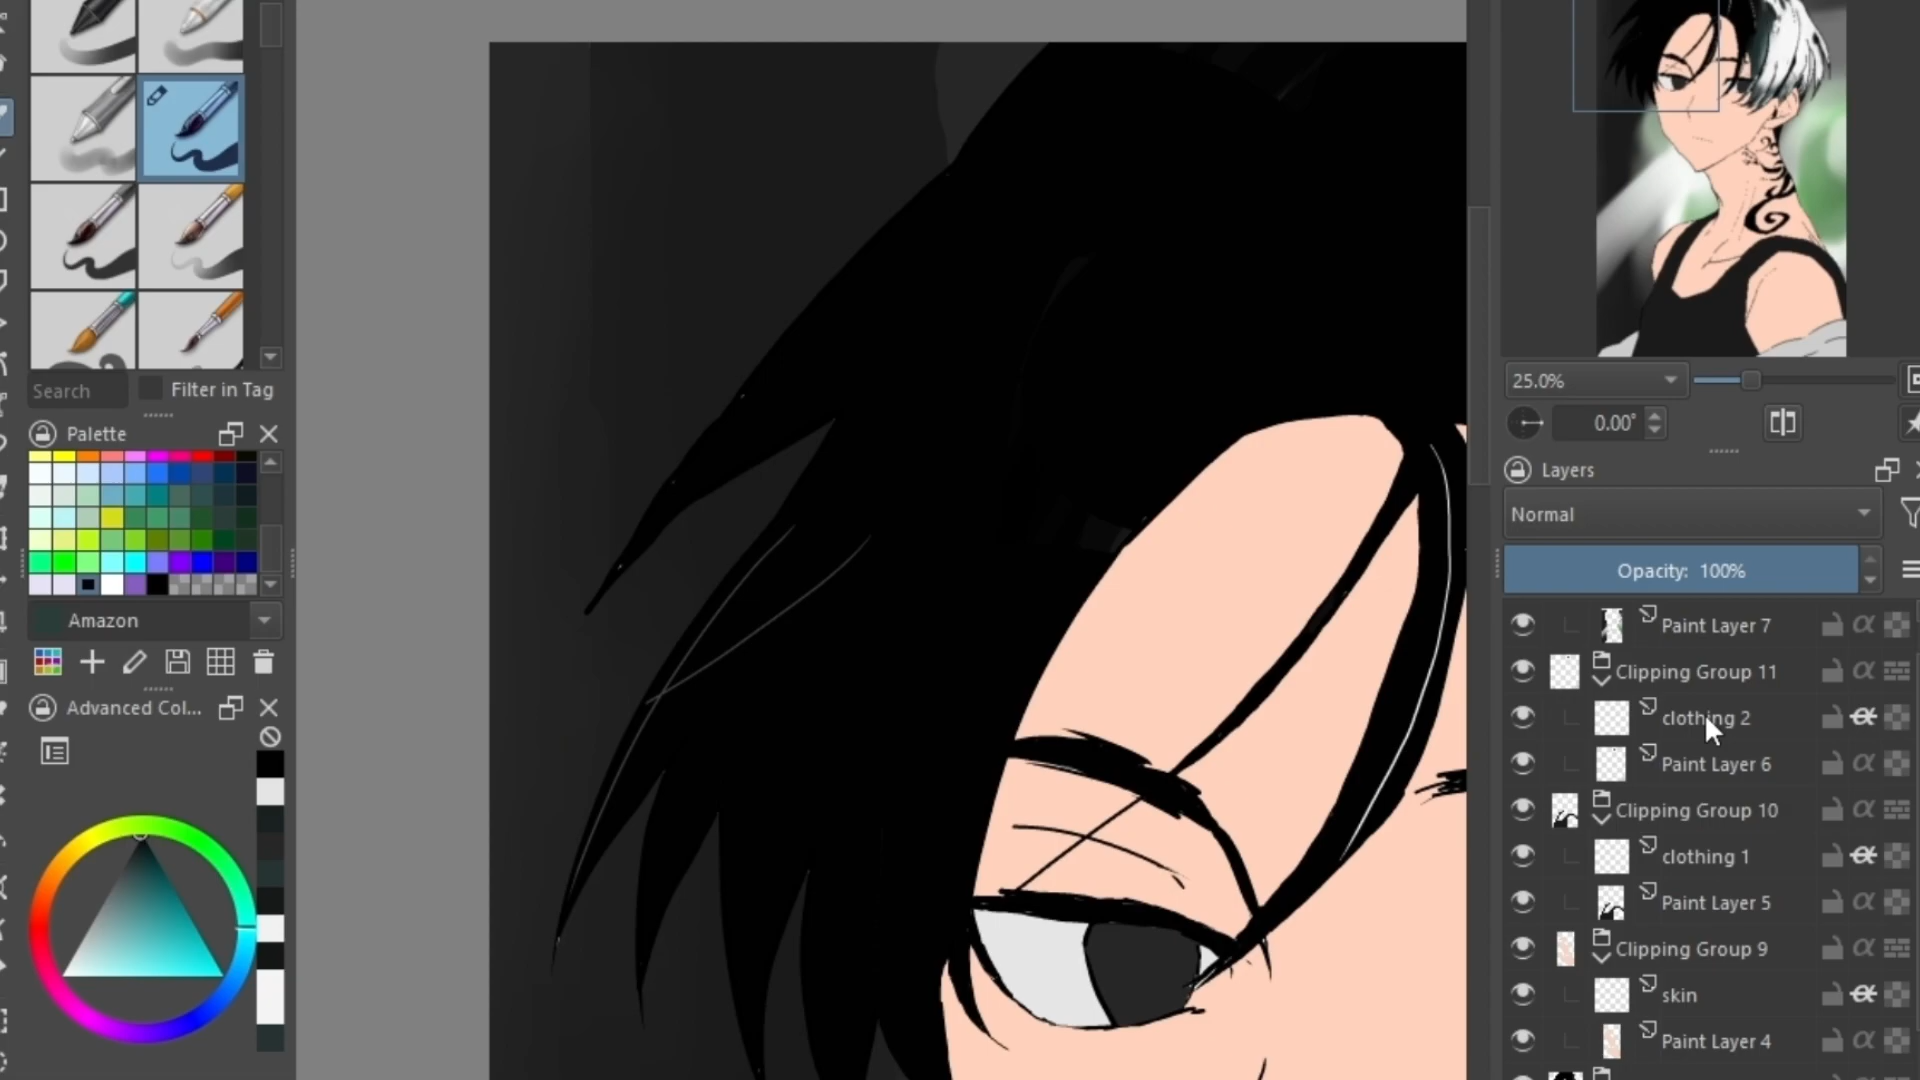 Search
Filter in Tag
Palette
Amazon
Advanced Col...
25.0%
0.00°
Layers
Normal
Opacity: 100%
Paint Layer 7
Clipping Group 11
clothing 2
Paint Layer 6
Clipping Group 10
clothing 1
Paint Layer 5
Clipping Group 9
skin
Paint Layer 4